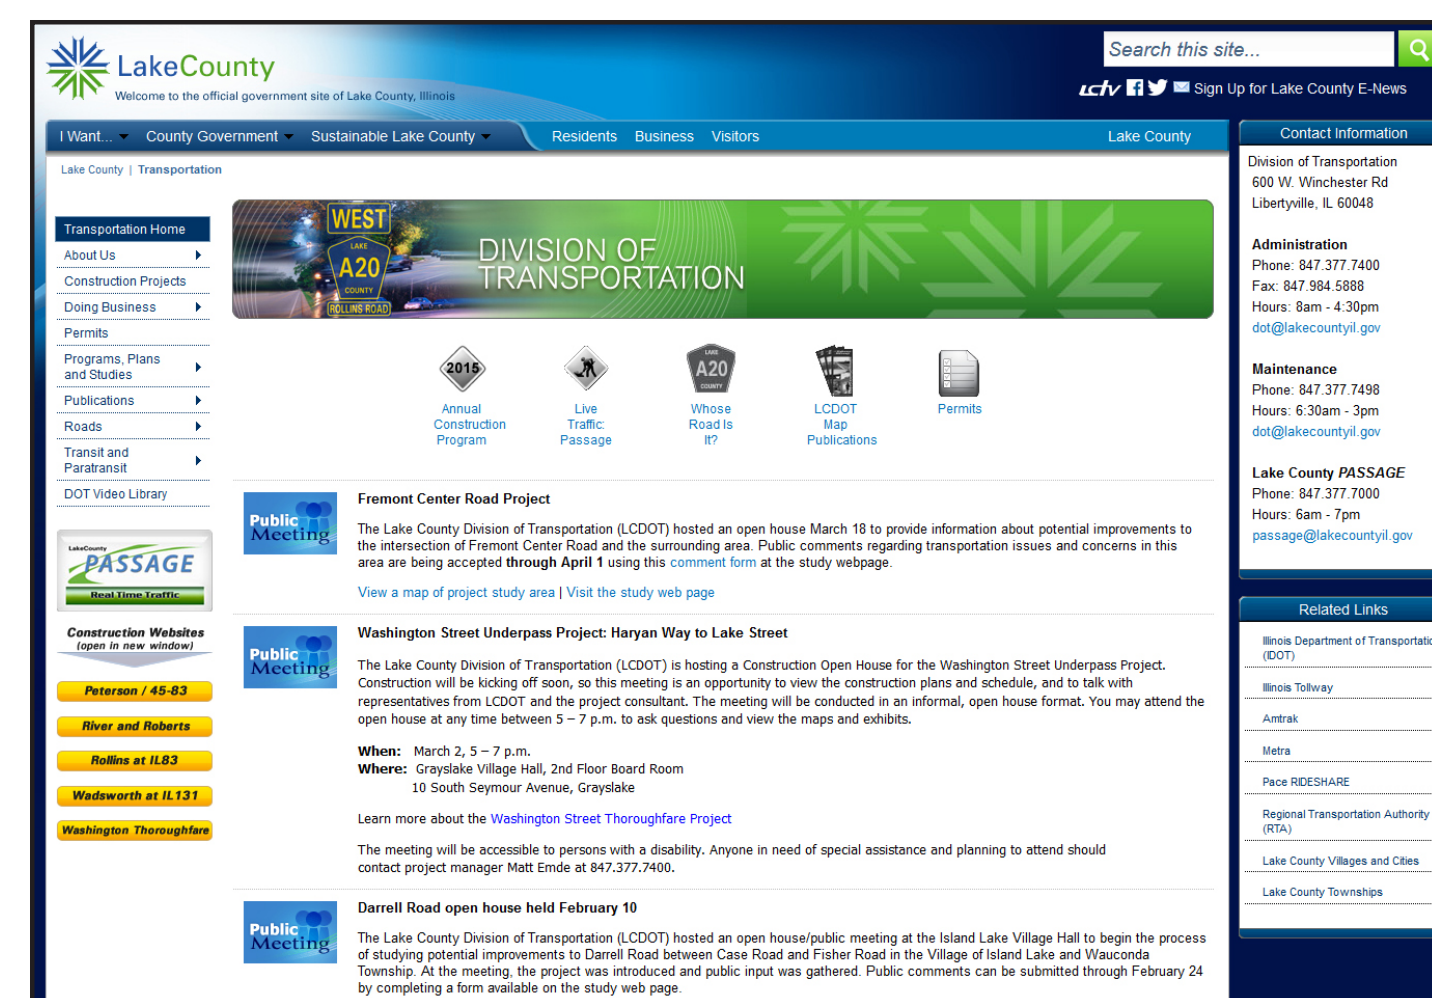 LakeCounty
Welcome to the official government site of Lake County, Illinois
Search this site...
lctv Sign Up for Lake County E-News
I Want... County Government Sustainable Lake County Residents Business Visitors Lake County
Lake County | Transportation
Transportation Home
About Us
Construction Projects
Doing Business
Permits
Programs, Plans
and Studies
Publications
Roads
Transit and
Paratransit
DOT Video Library
LakeCounty
PASSAGE
Real Time Traffic
Construction Websites
(open in new window)
Peterson / 45-83
River and Roberts
Rollins at IL83
Wadsworth at IL131
Washington Thoroughfare
WEST
LAKE
A20
COUNTY
ROLLINS ROAD
DIVISION OF
TRANSPORTATION
2015
Annual
Construction
Program
Live
Traffic:
Passage
LAKE
A20
COUNTY
Whose
Road Is
It?
LCDOT
Map
Publications
Permits
Public
Meeting
Fremont Center Road Project
The Lake County Division of Transportation (LCDOT) hosted an open house March 18 to provide information about potential improvements to
the intersection of Fremont Center Road and the surrounding area. Public comments regarding transportation issues and concerns in this
area are being accepted through April 1 using this comment form at the study webpage.
View a map of project study area | Visit the study web page
Public
Meeting
Washington Street Underpass Project: Haryan Way to Lake Street
The Lake County Division of Transportation (LCDOT) is hosting a Construction Open House for the Washington Street Underpass Project.
Construction will be kicking off soon, so this meeting is an opportunity to view the construction plans and schedule, and to talk with
representatives from LCDOT and the project consultant. The meeting will be conducted in an informal, open house format. You may attend the
open house at any time between 5 – 7 p.m. to ask questions and view the maps and exhibits.
When: March 2, 5 – 7 p.m.
Where: Grayslake Village Hall, 2nd Floor Board Room
10 South Seymour Avenue, Grayslake
Learn more about the Washington Street Thoroughfare Project
The meeting will be accessible to persons with a disability. Anyone in need of special assistance and planning to attend should
contact project manager Matt Emde at 847.377.7400.
Public
Meeting
Darrell Road open house held February 10
The Lake County Division of Transportation (LCDOT) hosted an open house/public meeting at the Island Lake Village Hall to begin the process
of studying potential improvements to Darrell Road between Case Road and Fisher Road in the Village of Island Lake and Wauconda
Township. At the meeting, the project was introduced and public input was gathered. Public comments can be submitted through February 24
by completing a form available on the study web page.
Contact Information
Division of Transportation
600 W. Winchester Rd
Libertyville, IL 60048
Administration
Phone: 847.377.7400
Fax: 847.984.5888
Hours: 8am - 4:30pm
dot@lakecountyil.gov
Maintenance
Phone: 847.377.7498
Hours: 6:30am - 3pm
dot@lakecountyil.gov
Lake County PASSAGE
Phone: 847.377.7000
Hours: 6am - 7pm
passage@lakecountyil.gov
Related Links
Illinois Department of Transportatio
(IDOT)
Illinois Tollway
Amtrak
Metra
Pace RIDESHARE
Regional Transportation Authority
(RTA)
Lake County Villages and Cities
Lake County Townships